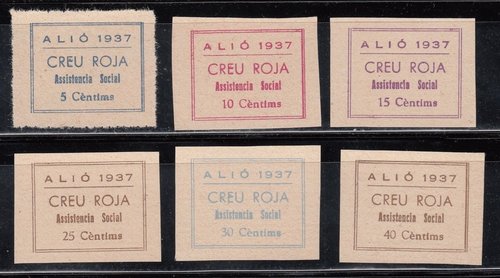 ALIÓ 1937
CREU ROJA
Assistencia Social
5 Cèntims
ALIÓ 1937
CREU ROJA
Assistencia Social
10 Cèntims
ALIÓ 1937
CREU ROJA
Assistencia Social
15 Cèntims
ALIÓ 1937
CREU ROJA
Assistencia Social
25 Cèntims
ALIÓ 1937
CREU ROJA
Assistencia Social
30 Cèntims
ALIÓ 1937
CREU ROJA
Assistencia Social
40 Cèntims